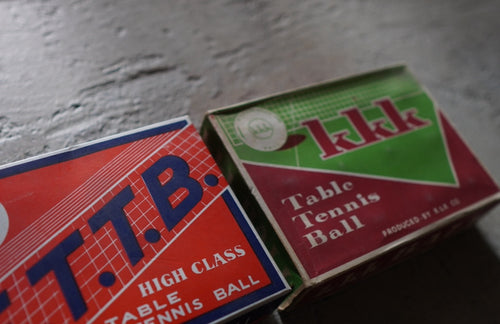 T.T.B.
HIGH CLASS
TABLE
TENNIS BALL
kkk
Table
Tennis
Ball
PRODUCED BY K.L.K CO